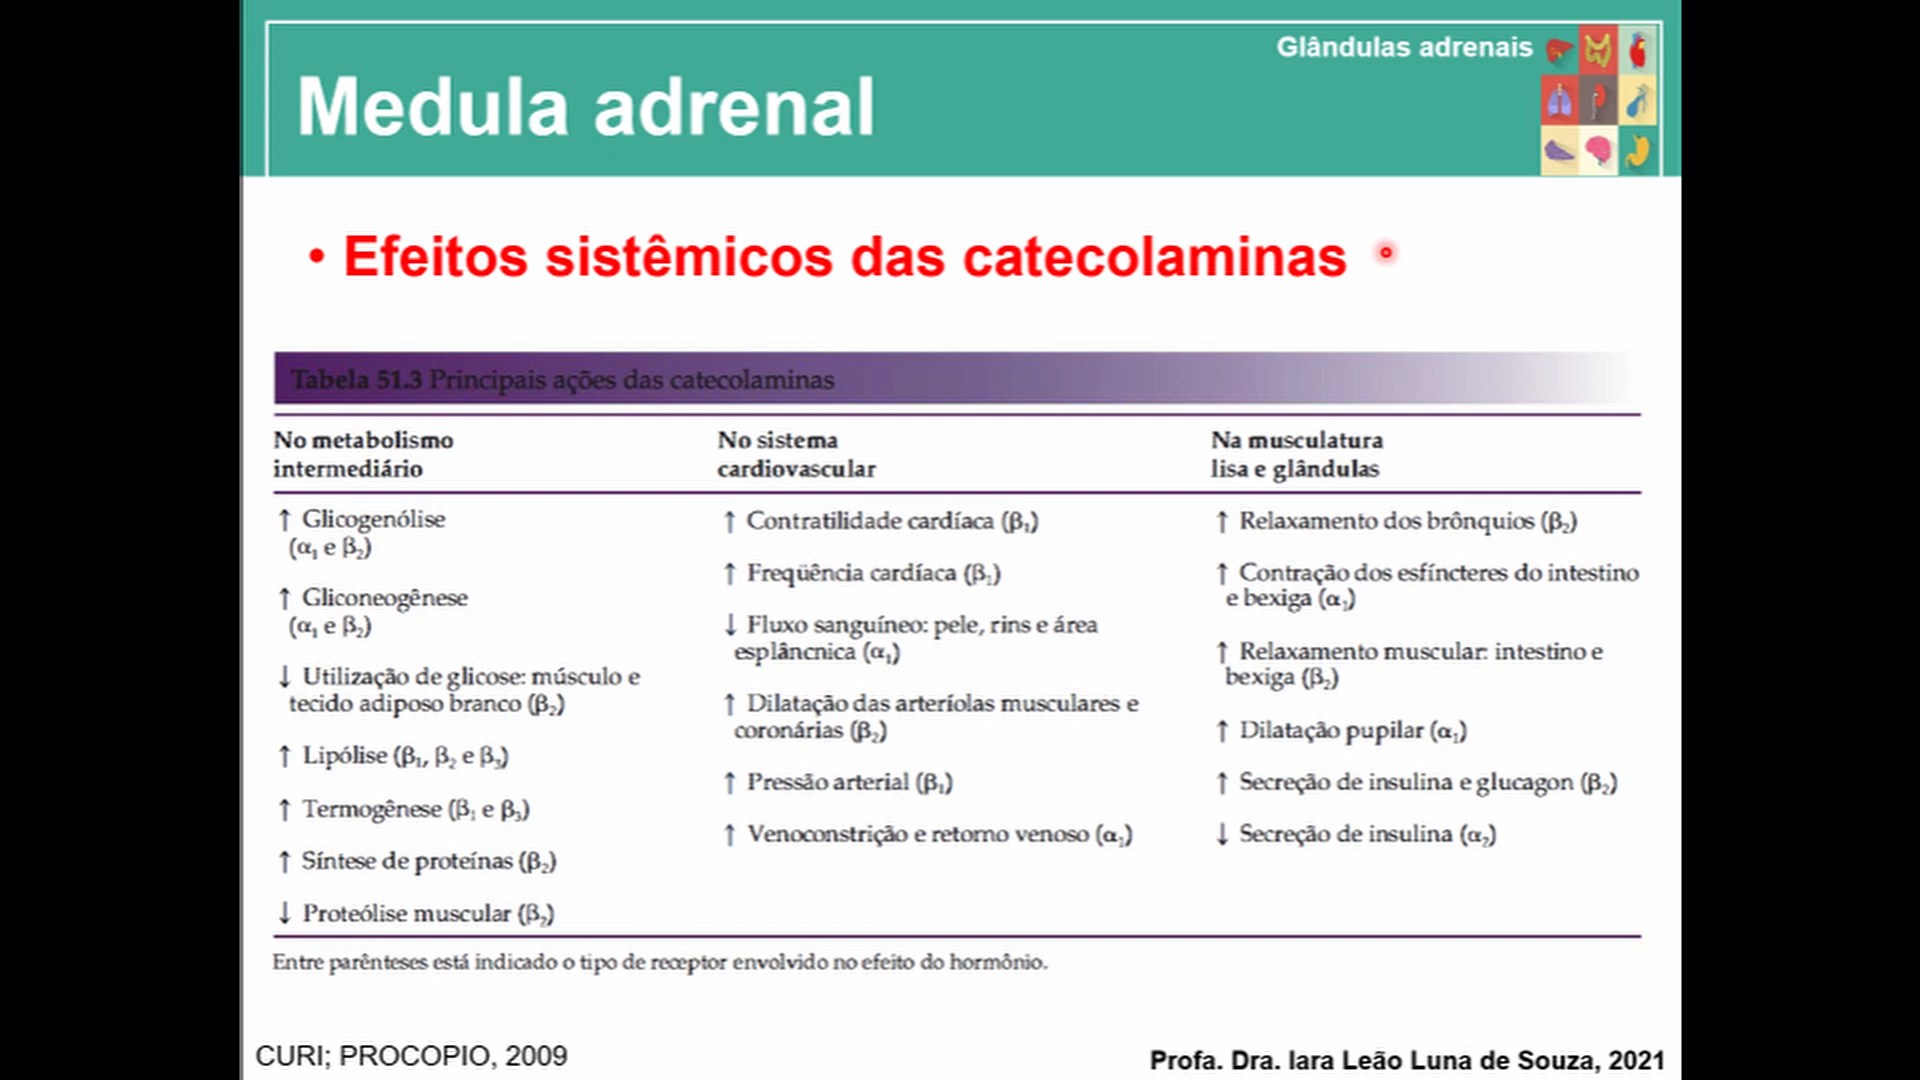 Glândulas adrenais
Medula adrenal
• Efeitos sistêmicos das catecolaminas
Tabela 51.3 Principais ações das catecolaminas
No metabolismo
intermediário
↑ Glicogenólise
(α₁ e β₂)
↑ Gliconeogênese
(α₁ e β₂)
↓ Utilização de glicose: músculo e
tecido adiposo branco (β₂)
↑ Lipólise (β₁, β₂ e β₃)
↑ Termogênese (β₁ e β₃)
↑ Síntese de proteínas (β₂)
↓ Proteólise muscular (β₂)
No sistema
cardiovascular
↑ Contratilidade cardíaca (β₁)
↑ Freqüência cardíaca (β₁)
↓ Fluxo sanguíneo: pele, rins e área
esplâncnica (α₁)
↑ Dilatação das arteríolas musculares e
coronárias (β₂)
↑ Pressão arterial (β₁)
↑ Venoconstrição e retorno venoso (α₁)
Na musculatura
lisa e glândulas
↑ Relaxamento dos brônquios (β₂)
↑ Contração dos esfíncteres do intestino
e bexiga (α₁)
↑ Relaxamento muscular: intestino e
bexiga (β₂)
↑ Dilatação pupilar (α₁)
↑ Secreção de insulina e glucagon (β₂)
↓ Secreção de insulina (α₂)
Entre parênteses está indicado o tipo de receptor envolvido no efeito do hormônio.
CURI; PROCOPIO, 2009
Profa. Dra. Iara Leão Luna de Souza, 2021